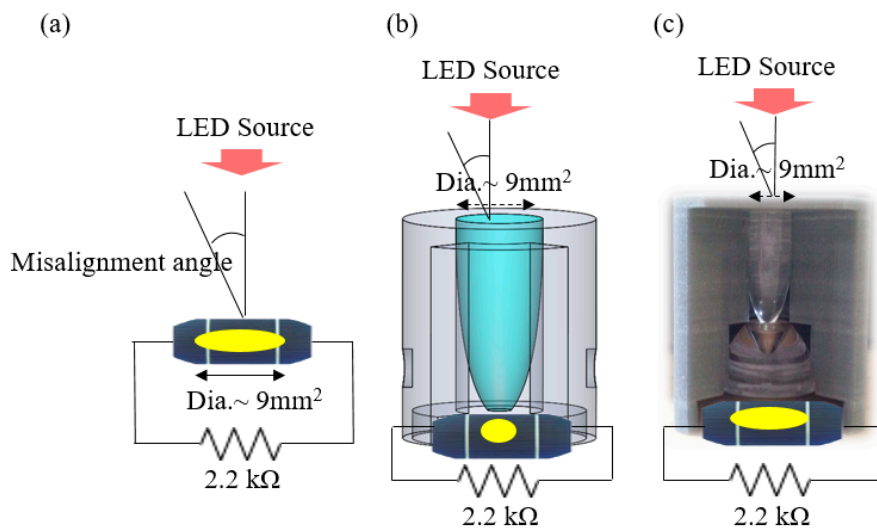 (a)
LED Source
Misalignment angle
Dia.~ 9mm²
2.2 kΩ
(b)
LED Source
Dia.~ 9mm²
2.2 kΩ
(c)
LED Source
Dia.~ 9mm²
2.2 kΩ